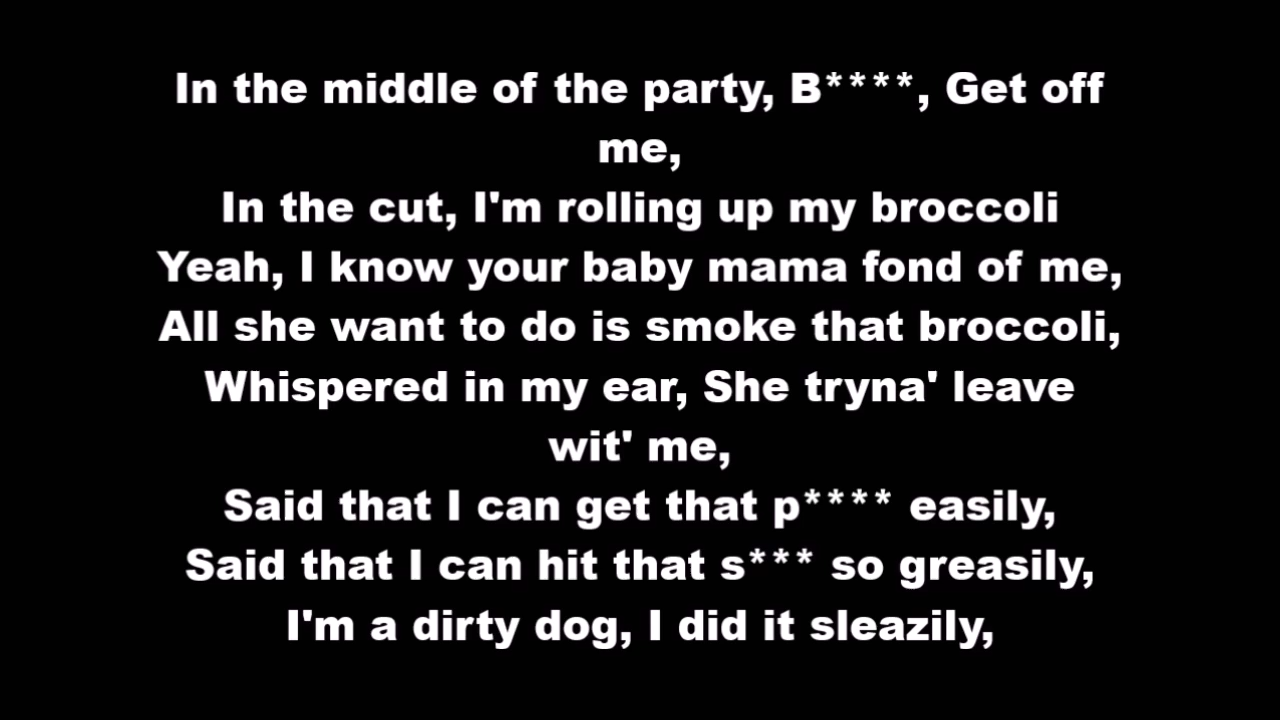 In the middle of the party, B****, Get off
me,
In the cut, I'm rolling up my broccoli
Yeah, I know your baby mama fond of me,
All she want to do is smoke that broccoli,
Whispered in my ear, She tryna' leave
wit' me,
Said that I can get that p**** easily,
Said that I can hit that s*** so greasily,
I'm a dirty dog, I did it sleazily,